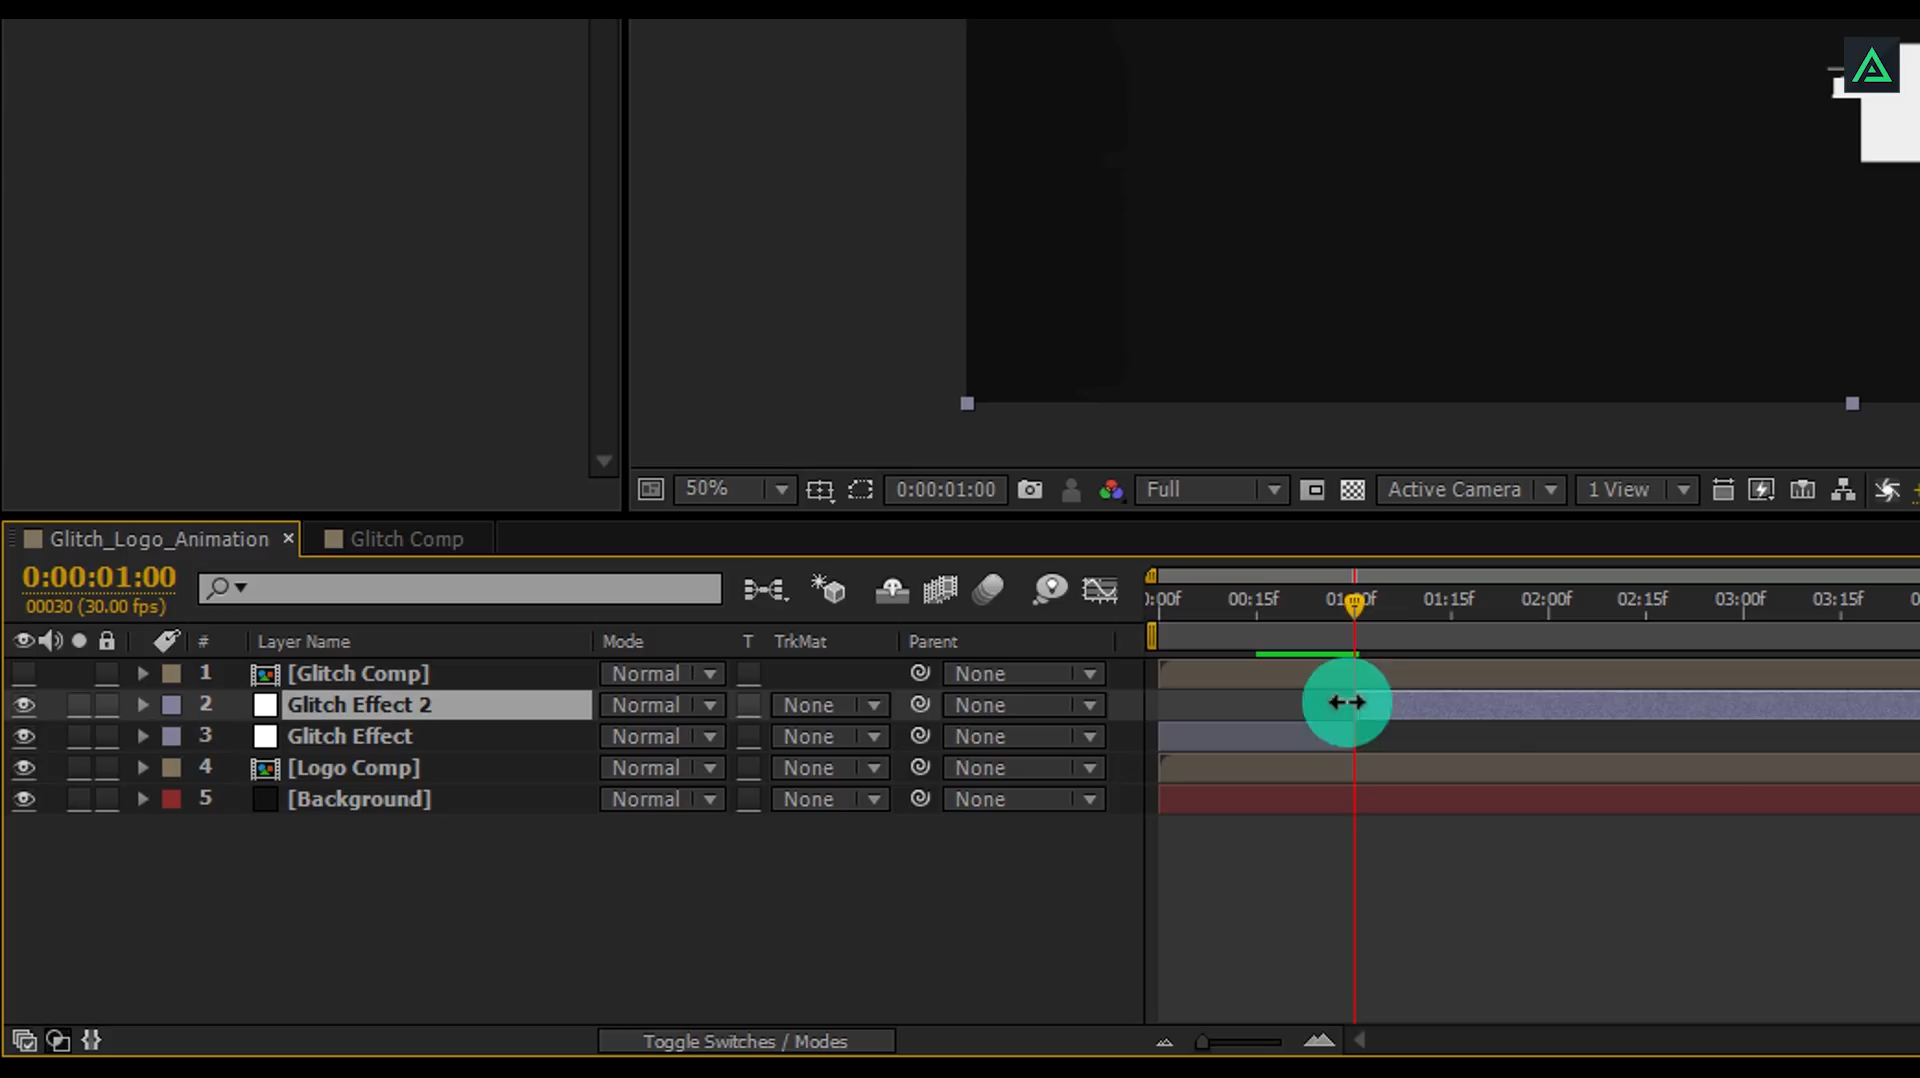 50%
0:00:01:00
Full
Active Camera
1 View
Glitch_Logo_Animation ×
Glitch Comp
0:00:01:00
00030 (30.00 fps)
):00f 00:15f 01:00f 01:15f 02:00f 02:15f 03:00f 03:15f 0
# Layer Name Mode T TrkMat Parent
1 [Glitch Comp] Normal None
2 Glitch Effect 2 Normal None None
3 Glitch Effect Normal None None
4 [Logo Comp] Normal None None
5 [Background] Normal None None
Toggle Switches / Modes